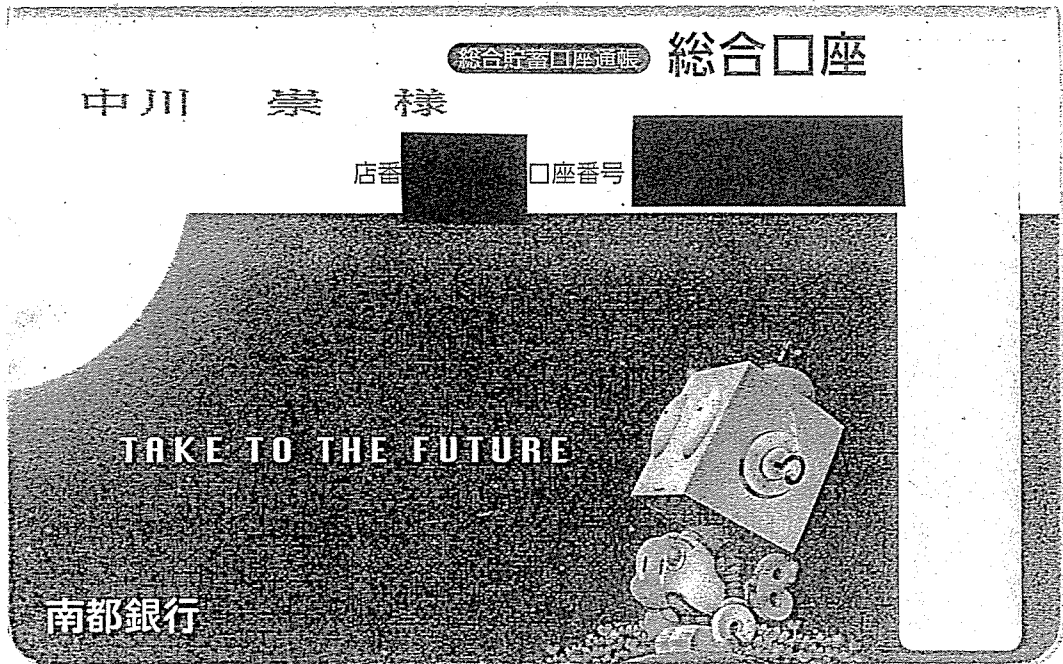 総合貯蓄口座通帳 総合口座
中川 崇 様
店番 口座番号
TAKE TO THE FUTURE
南都銀行